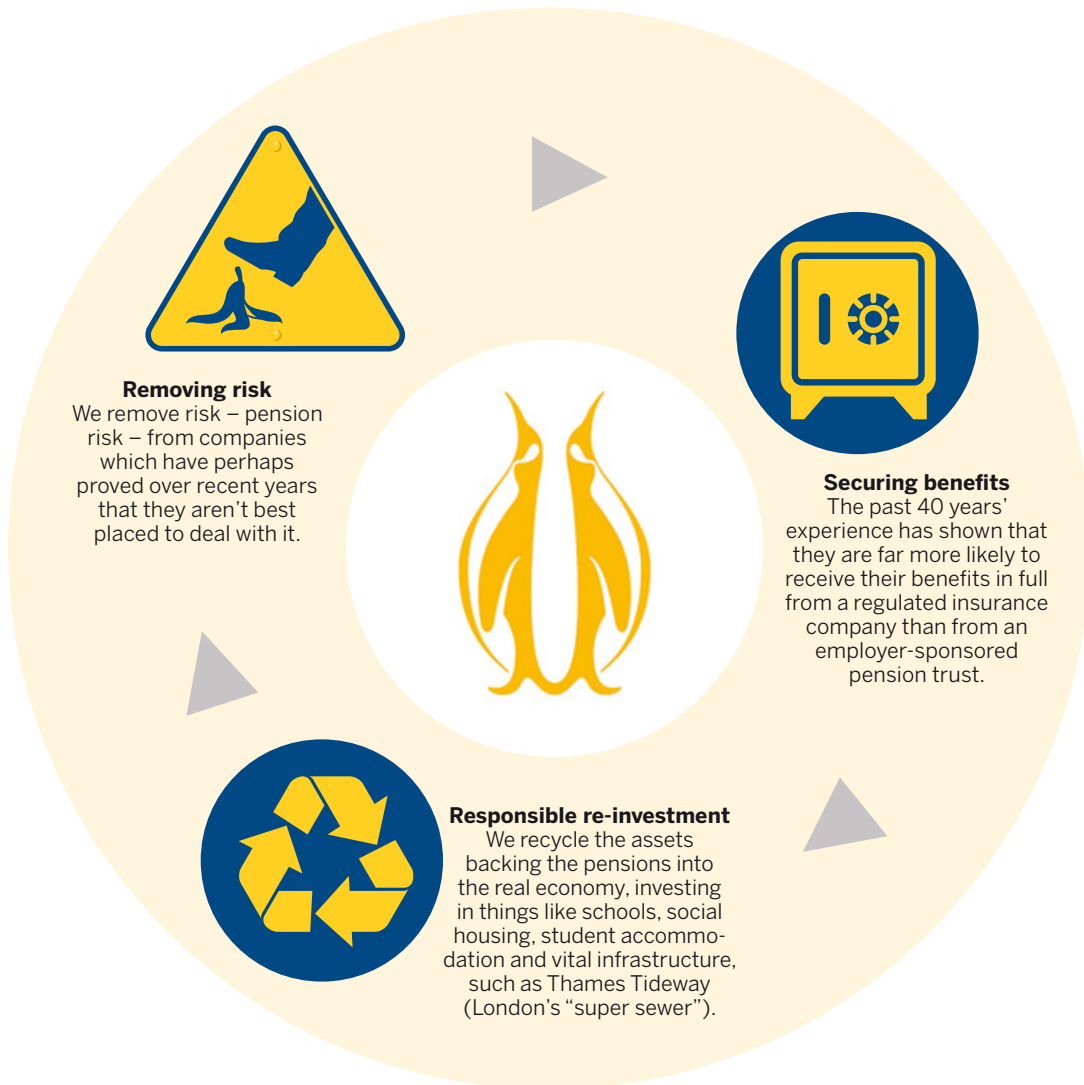 Removing risk
We remove risk – pension
risk – from companies
which have perhaps
proved over recent years
that they aren’t best
placed to deal with it.
Securing benefits
The past 40 years’
experience has shown that
they are far more likely to
receive their benefits in full
from a regulated insurance
company than from an
employer-sponsored
pension trust.
Responsible re-investment
We recycle the assets
backing the pensions into
the real economy, investing
in things like schools, social
housing, student accommo-
dation and vital infrastructure,
such as Thames Tideway
(London’s “super sewer”).